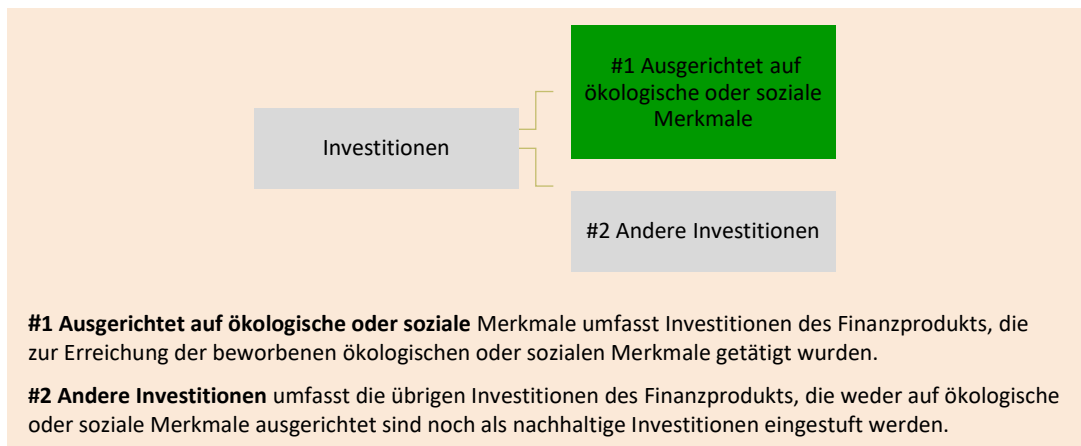 #1 Ausgerichtet auf
ökologische oder soziale
Merkmale
Investitionen
#2 Andere Investitionen
#1 Ausgerichtet auf ökologische oder soziale Merkmale umfasst Investitionen des Finanzprodukts, die
zur Erreichung der beworbenen ökologischen oder sozialen Merkmale getätigt wurden.
#2 Andere Investitionen umfasst die übrigen Investitionen des Finanzprodukts, die weder auf ökologische
oder soziale Merkmale ausgerichtet sind noch als nachhaltige Investitionen eingestuft werden.